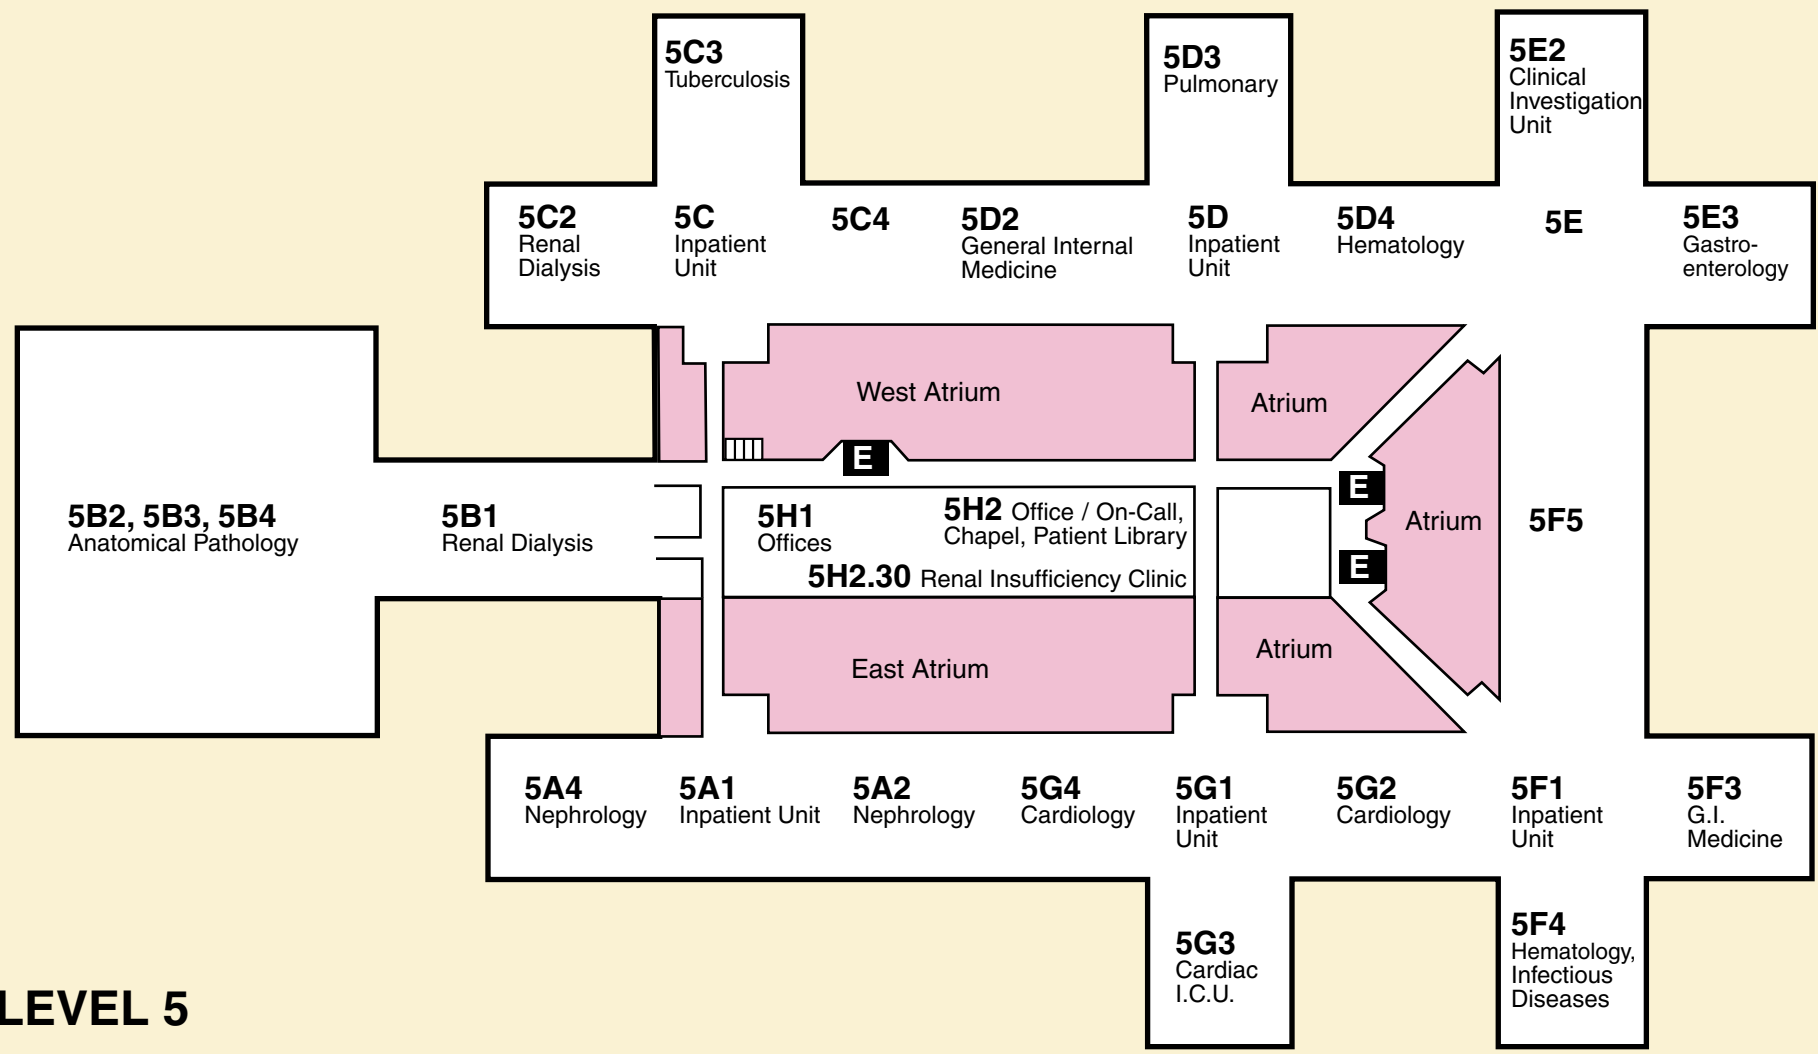 5C3
Tuberculosis
5D3
Pulmonary
5E2
Clinical
Investigation
Unit
5C2
Renal
Dialysis
5C
Inpatient
Unit
5C4
5D2
General Internal
Medicine
5D
Inpatient
Unit
5D4
Hematology
5E
5E3
Gastro-
enterology
West Atrium
Atrium
E
E
5B2, 5B3, 5B4
Anatomical Pathology
5B1
Renal Dialysis
5H1
Offices
5H2 Office / On-Call,
Chapel, Patient Library
5H2.30 Renal Insufficiency Clinic
Atrium
5F5
E
East Atrium
Atrium
5A4
Nephrology
5A1
Inpatient Unit
5A2
Nephrology
5G4
Cardiology
5G1
Inpatient
Unit
5G2
Cardiology
5F1
Inpatient
Unit
5F3
G.I.
Medicine
5G3
Cardiac
I.C.U.
5F4
Hematology,
Infectious
Diseases
LEVEL 5